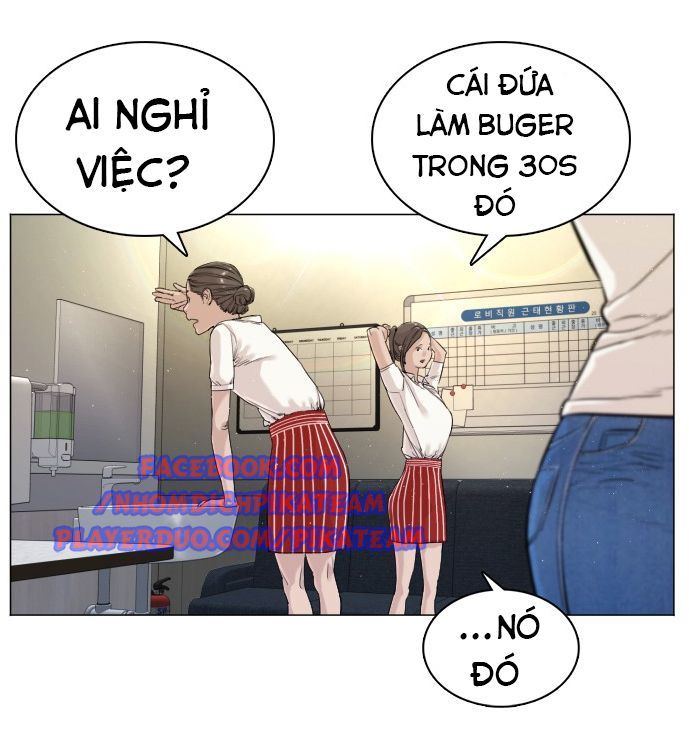 AI NGHỈ
VIỆC?
CÁI ĐỨA
LÀM BUGER
TRONG 30S
ĐÓ
로비직원 근태현황판
FACEBOOK.COM
/NHOMDICHPIKATEAM
PLAYERDUO.COM/PIKATEAM
...NÓ
ĐÓ